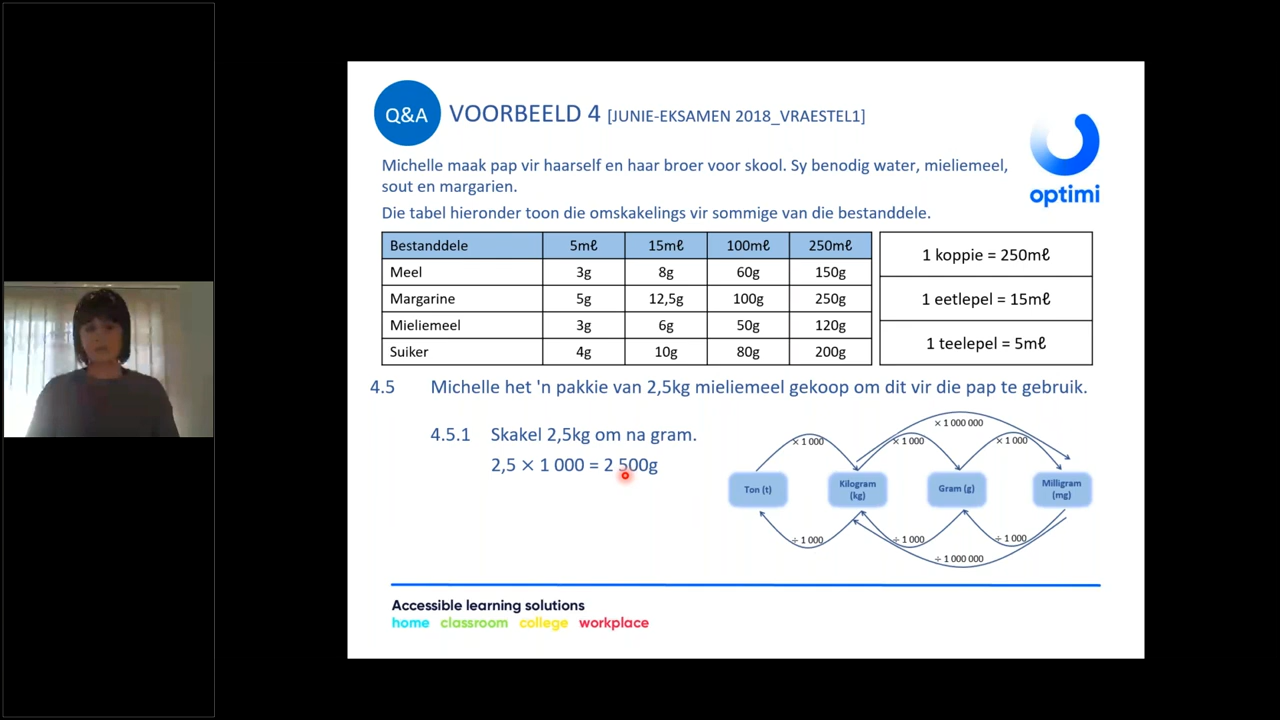 Q&A
VOORBEELD 4 [JUNIE-EKSAMEN 2018_VRAESTEL1]
optimi
Michelle maak pap vir haarself en haar broer voor skool. Sy benodig water, mieliemeel,
sout en margarien.
Die tabel hieronder toon die omskakelings vir sommige van die bestanddele.
Bestanddele 5mℓ 15mℓ 100mℓ 250mℓ
Meel 3g 8g 60g 150g
Margarine 5g 12,5g 100g 250g
Mieliemeel 3g 6g 50g 120g
Suiker 4g 10g 80g 200g
1 koppie = 250mℓ
1 eetlepel = 15mℓ
1 teelepel = 5mℓ
4.5 Michelle het 'n pakkie van 2,5kg mieliemeel gekoop om dit vir die pap te gebruik.
4.5.1 Skakel 2,5kg om na gram.
2,5 × 1 000 = 2 500g
× 1 000 000
× 1 000 × 1 000 × 1 000
Ton (t)
Kilogram
(kg)
Gram (g)
Milligram
(mg)
÷ 1 000 ÷ 1 000 ÷ 1 000
÷ 1 000 000
Accessible learning solutions
home classroom college workplace